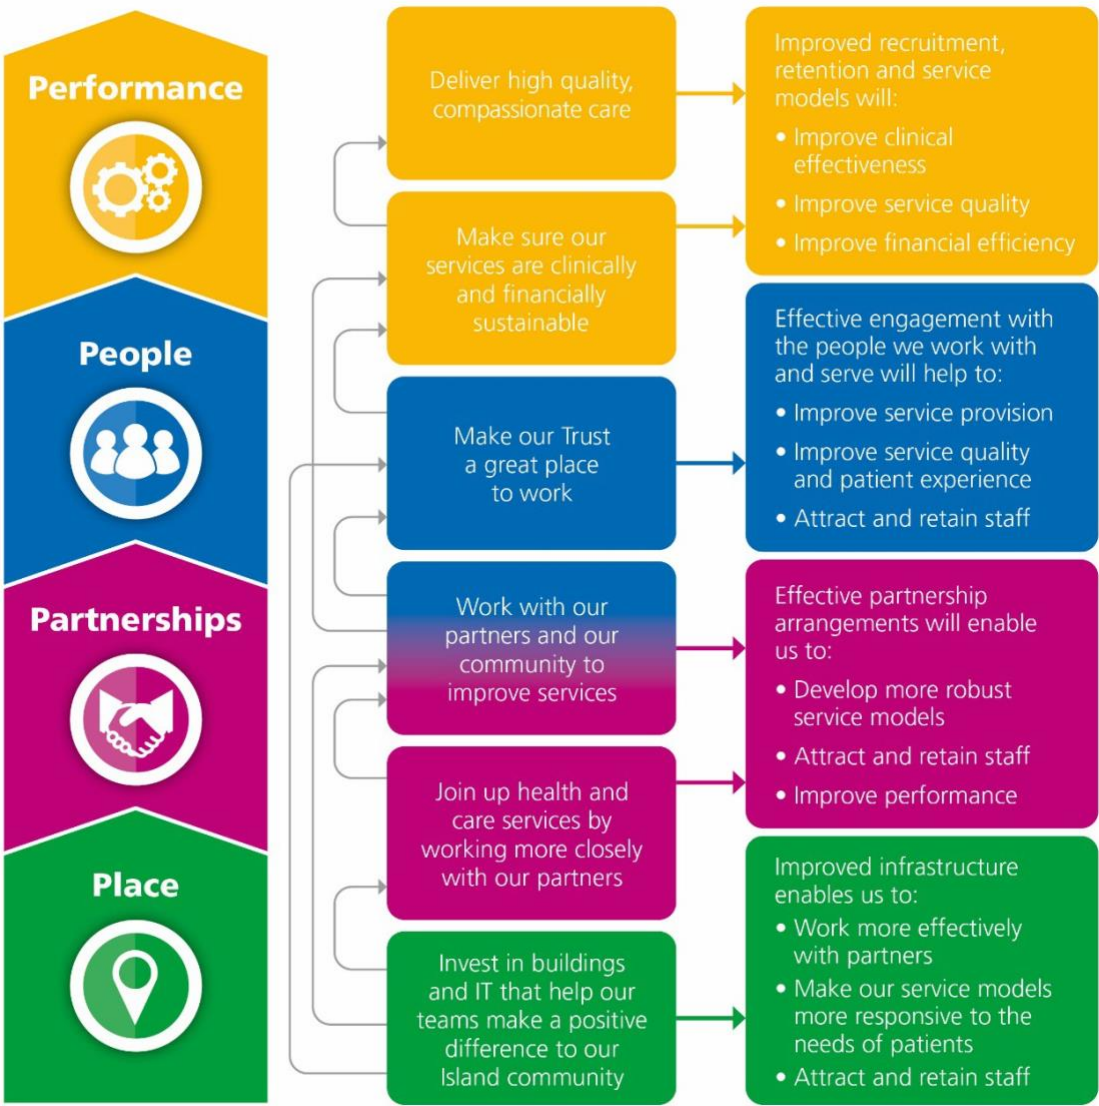 Performance
People
Partnerships
Place
Deliver high quality,
compassionate care
Make sure our
services are clinically
and financially
sustainable
Make our Trust
a great place
to work
Work with our
partners and our
community to
improve services
Join up health and
care services by
working more closely
with our partners
Invest in buildings
and IT that help our
teams make a positive
difference to our
Island community
Improved recruitment,
retention and service
models will:
• Improve clinical
effectiveness
• Improve service quality
• Improve financial efficiency
Effective engagement with
the people we work with
and serve will help to:
• Improve service provision
• Improve service quality
and patient experience
• Attract and retain staff
Effective partnership
arrangements will enable
us to:
• Develop more robust
service models
• Attract and retain staff
• Improve performance
Improved infrastructure
enables us to:
• Work more effectively
with partners
• Make our service models
more responsive to the
needs of patients
• Attract and retain staff